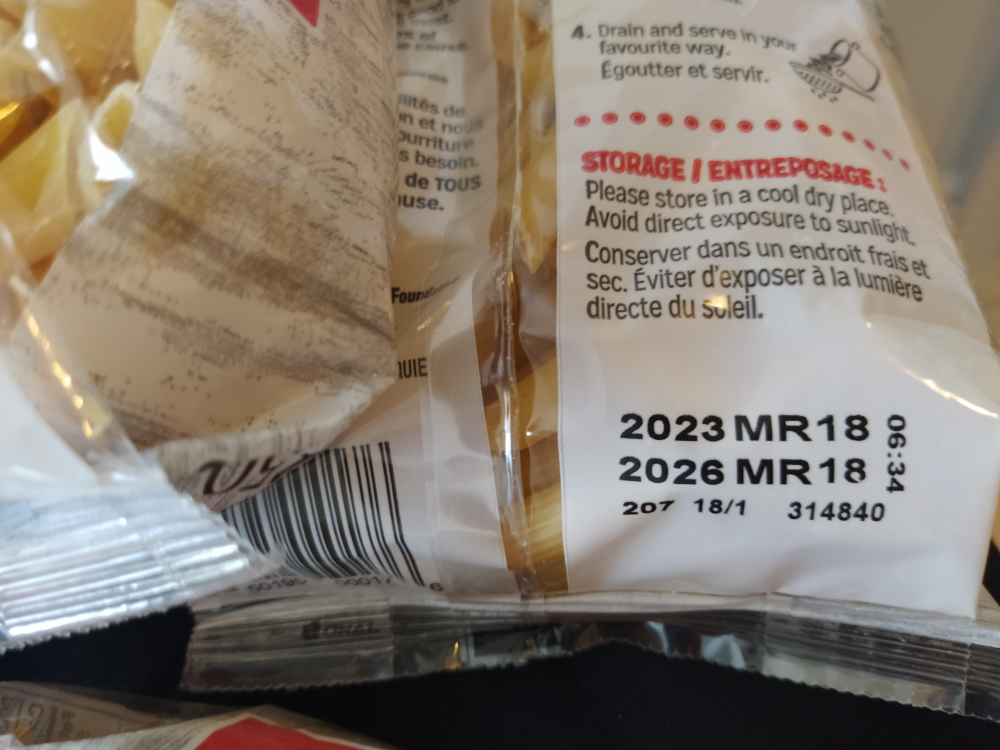 4. Drain and serve in your
favourite way.
Égoutter et servir.
STORAGE / ENTREPOSAGE :
Please store in a cool dry place.
Avoid direct exposure to sunlight.
Conserver dans un endroit frais et
sec. Éviter d'exposer à la lumière
directe du soleil.
2023 MR 18
2026 MR 18
06:34
207 18/1 314840
de TOUS
s besoin.